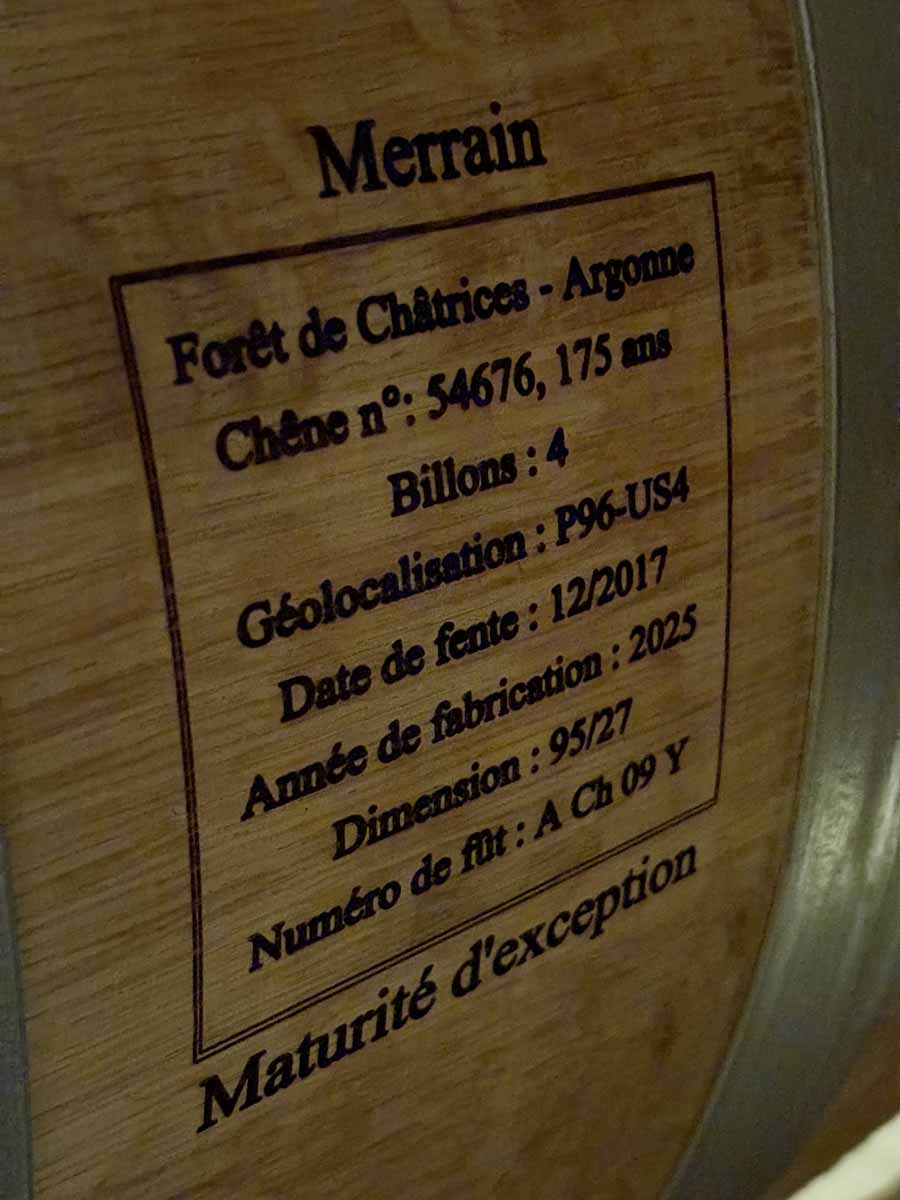 Merrain
Forêt de Châtrices - Argonne
Chêne n°: 54676, 175 ans
Billons : 4
Géolocalisation : P96-US4
Date de fente : 12/2017
Année de fabrication : 2025
Dimension : 95/27
Numéro de fût : A Ch 09 Y
Maturité d'exception